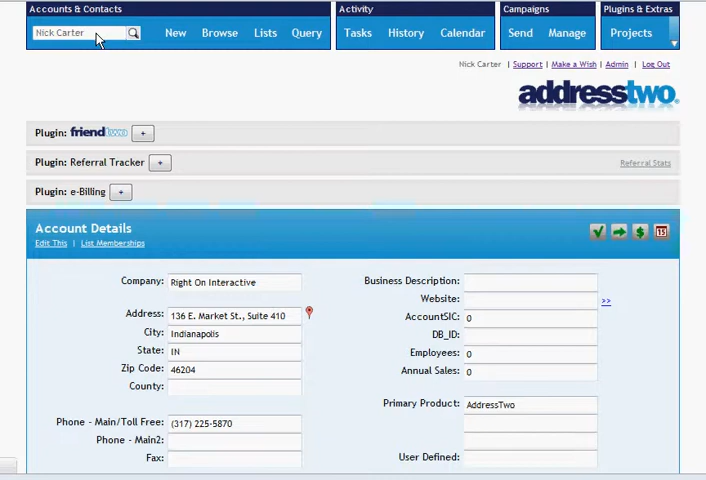 Accounts & Contacts
Activity
Campaigns
Plugins & Extras
Nick Carter
New
Browse
Lists
Query
Tasks
History
Calendar
Send
Manage
Projects
Nick Carter | Support | Make a Wish | Admin | Log Out
addresstwo.
Plugin: friendtwo +
Plugin: Referral Tracker +
Referral Stats
Plugin: e-Billing +
Account Details
Edit This | List Memberships
Company: Right On Interactive
Address: 136 E. Market St., Suite 410
City: Indianapolis
State: IN
Zip Code: 46204
County:
Phone - Main/Toll Free: (317) 225-5870
Phone - Main2:
Fax:
Business Description:
Website: >>
AccountSIC: 0
DB_ID:
Employees: 0
Annual Sales: 0
Primary Product: AddressTwo
User Defined: